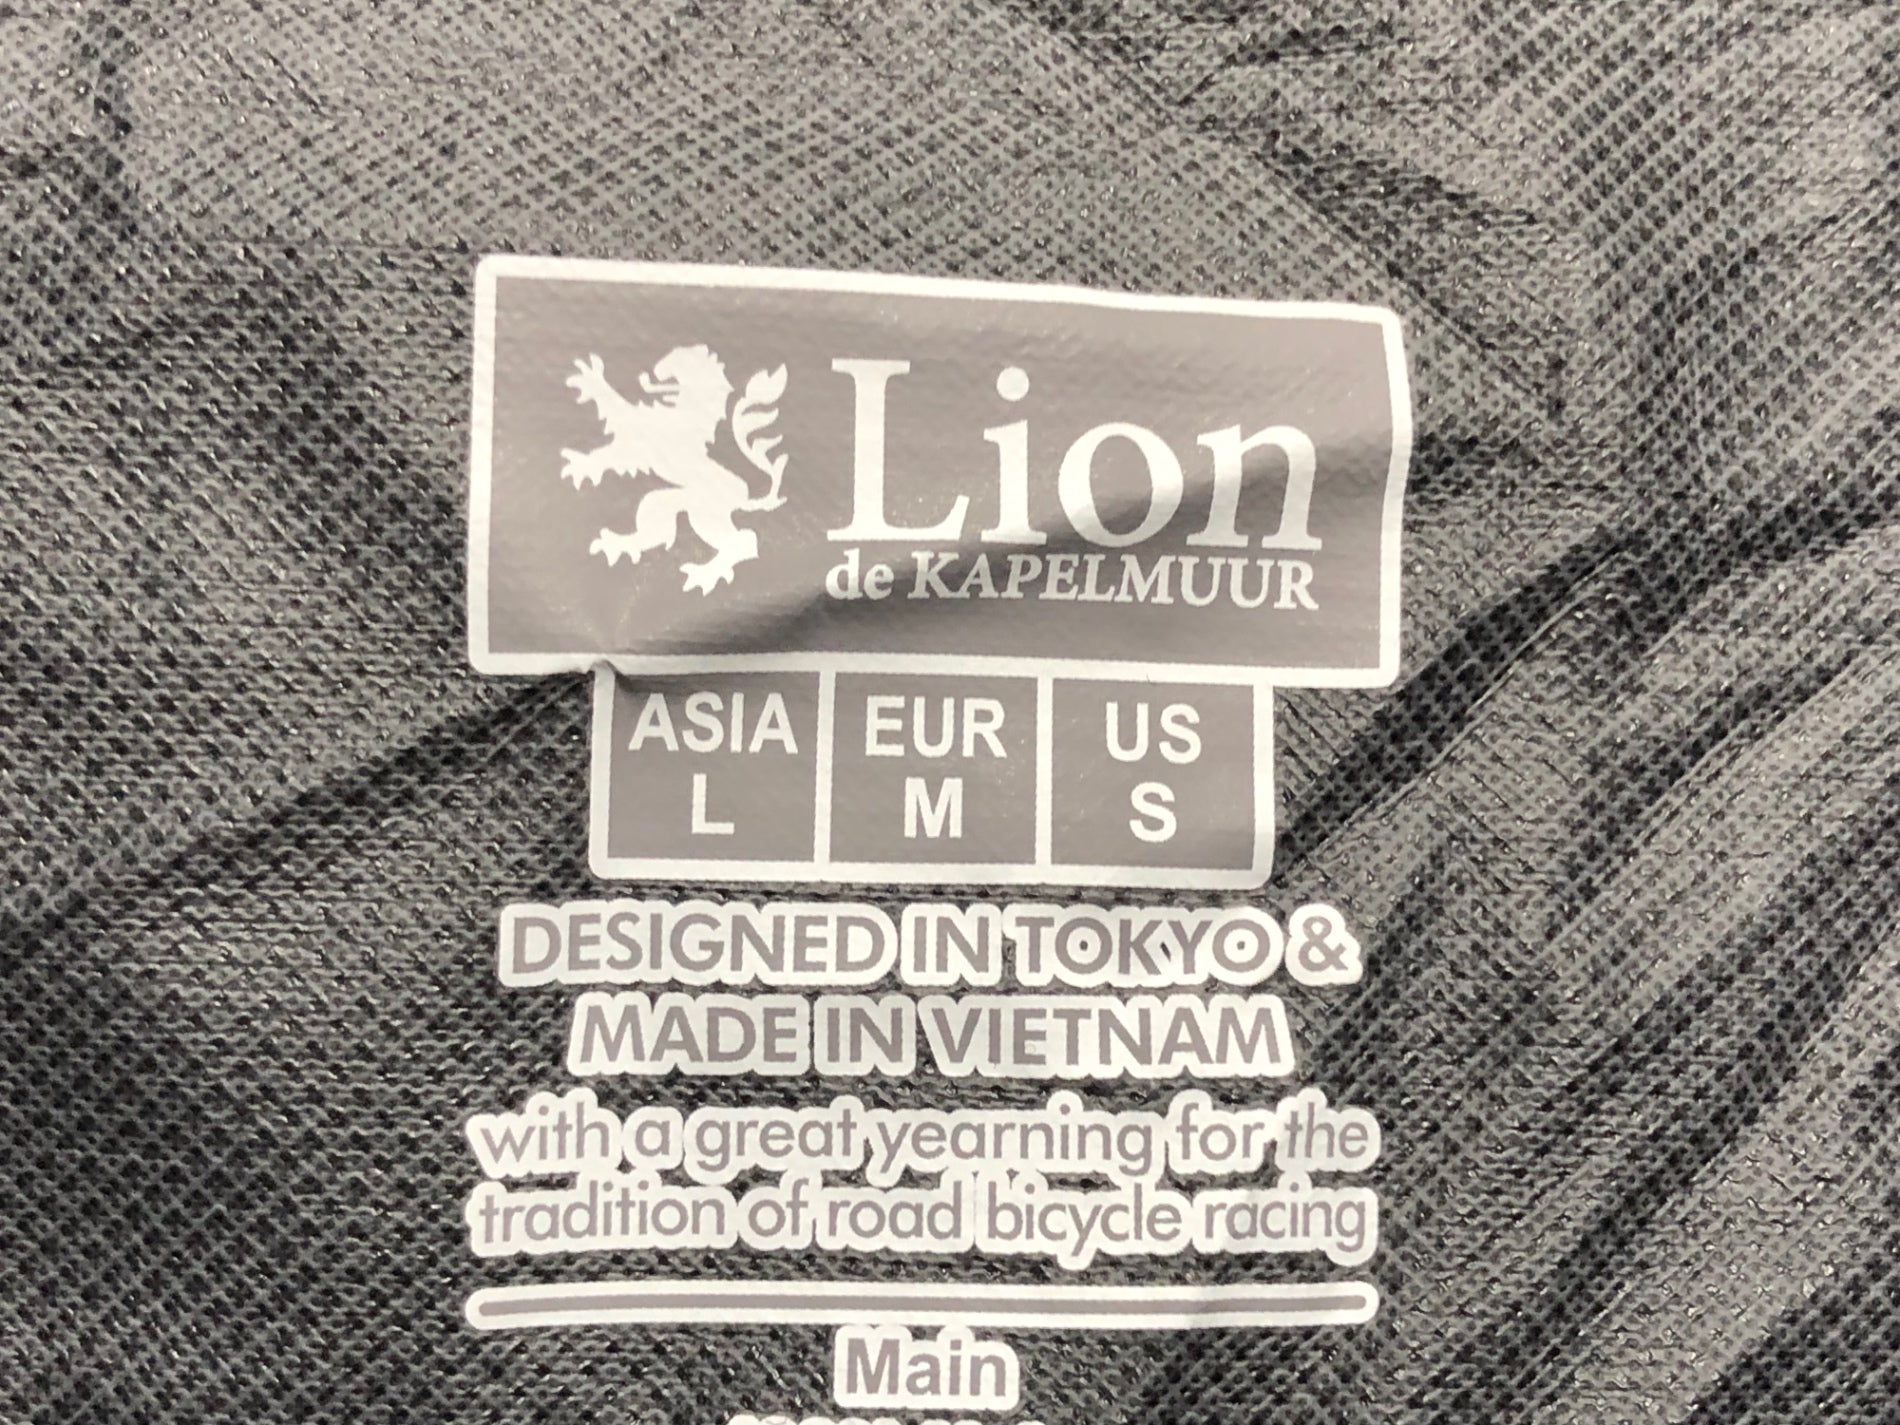 Lion
de KAPELMUUR
ASIA EUR US
L M S
DESIGNED IN TOKYO &
MADE IN VIETNAM
with a great yearning for the
tradition of road bicycle racing
Main